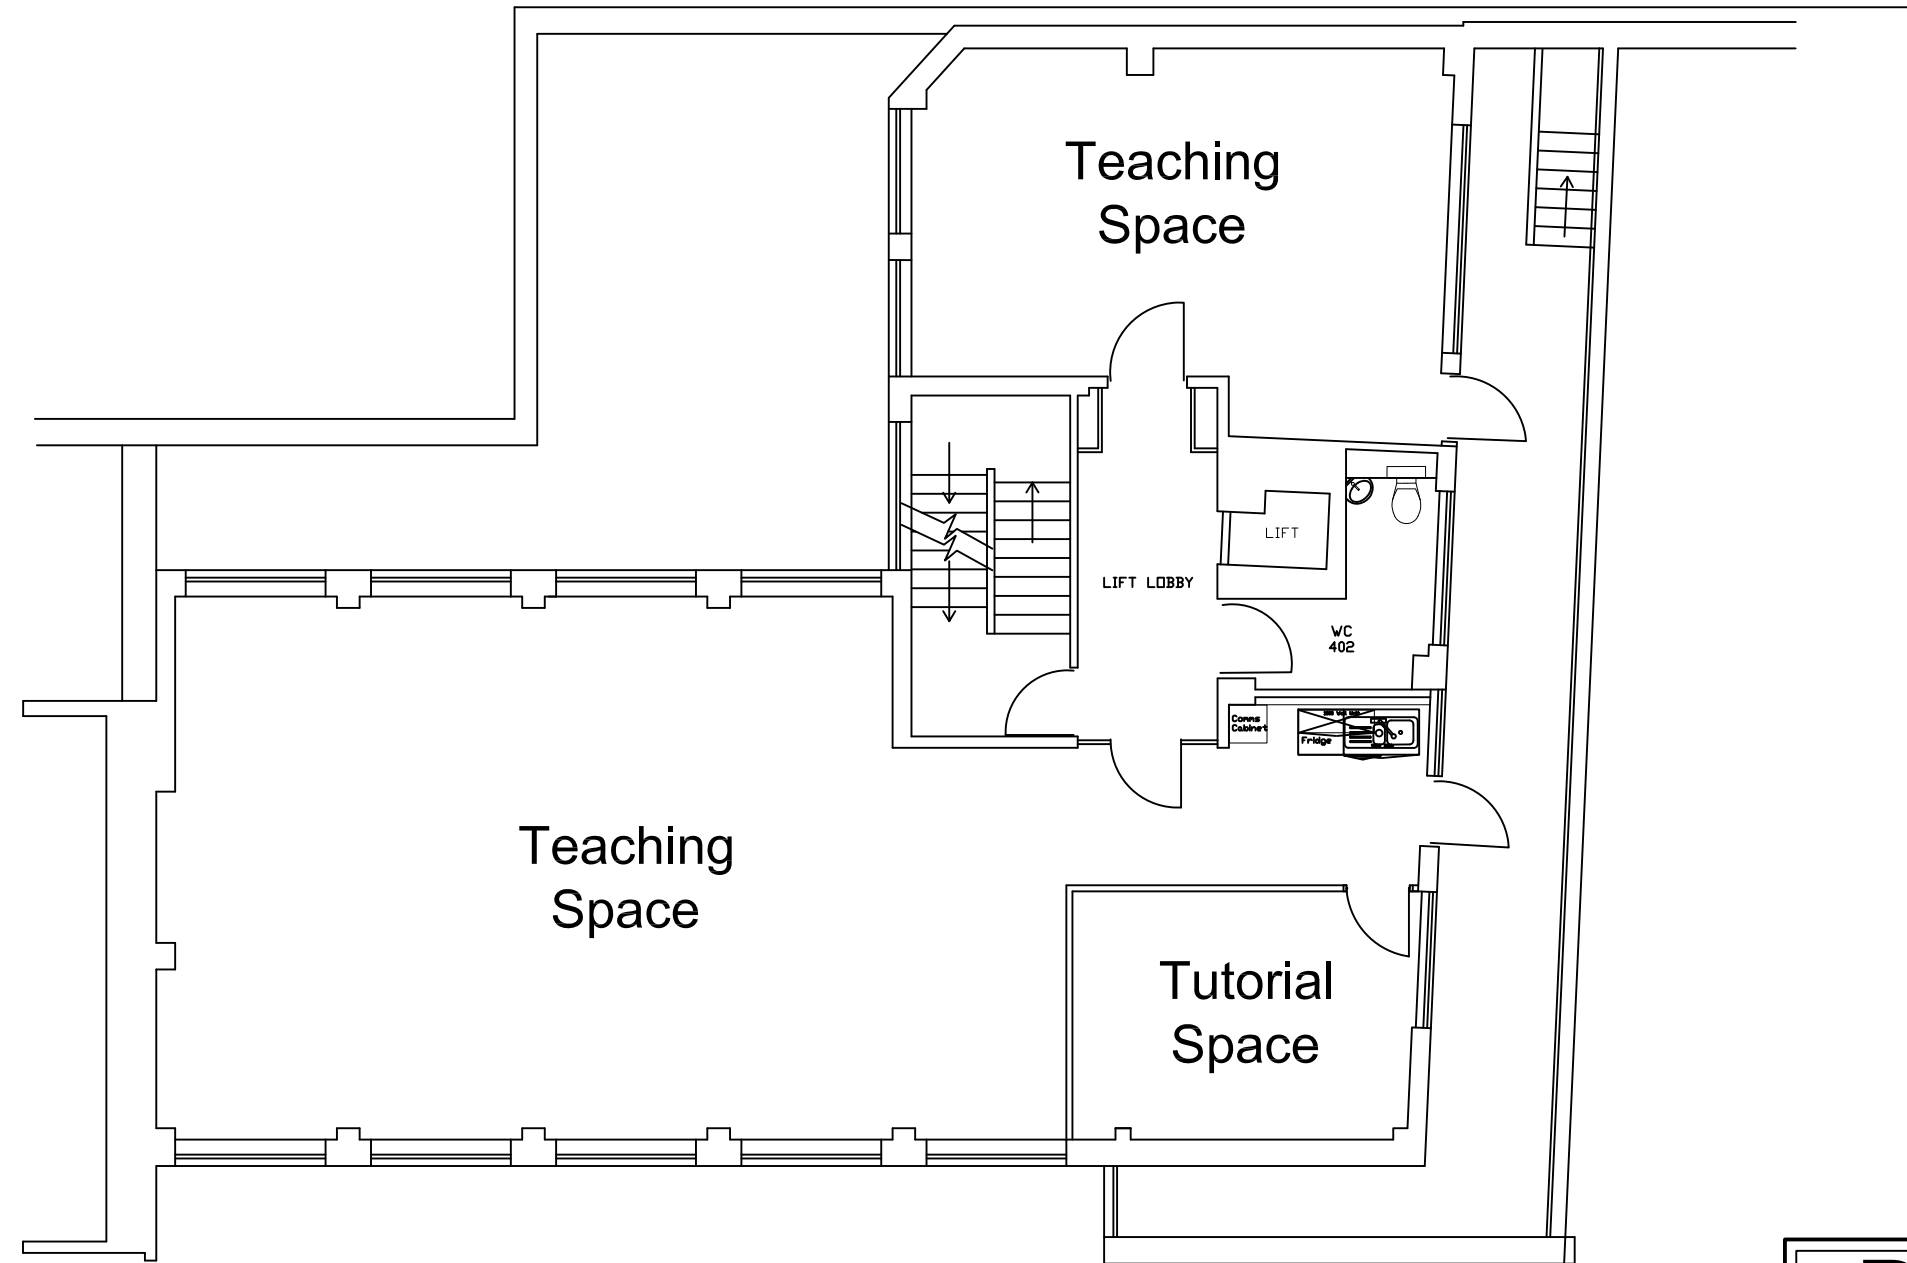 Teaching
Space
LIFT
LIFT LOBBY
WC
402
Comms
Cabinet
Fridge
Teaching
Space
Tutorial
Space